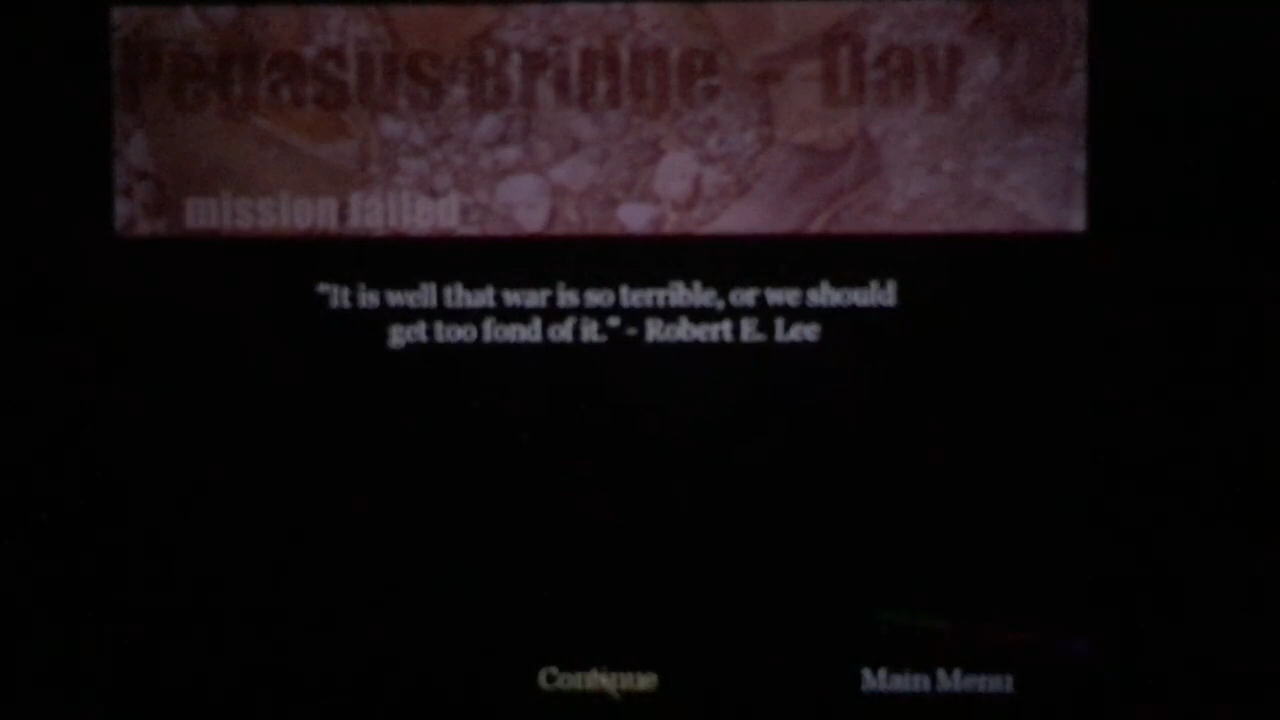 Pegasus Bridge - Day
mission failed
"It is well that war is so terrible, or we should
get too fond of it." - Robert E. Lee
Continue
Main Menu